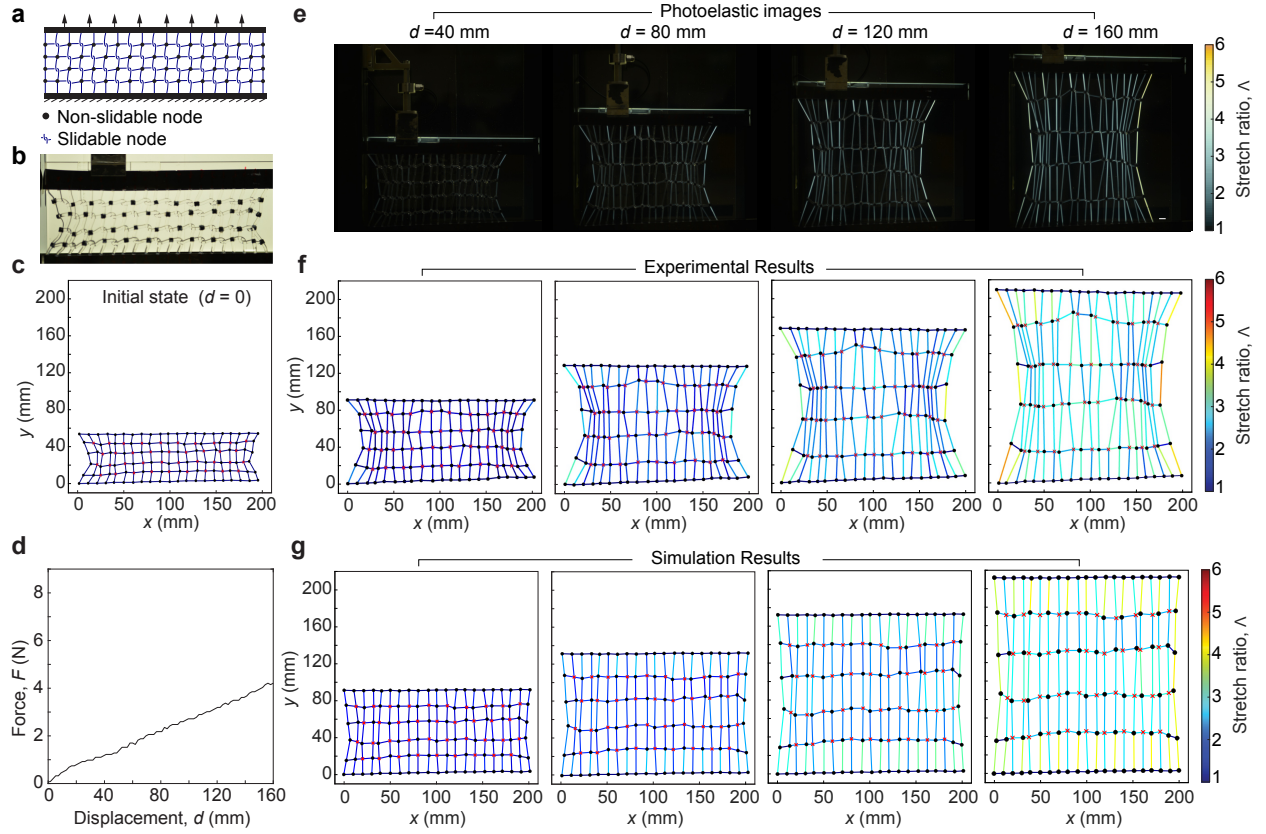 a
Non-slidable node
Slidable node
b
c
Initial state (d = 0)
220
160
120
80
40
0
y (mm)
0 50 100 150 200
x (mm)
d
8
6
4
2
0
Force, F (N)
0 40 80 120 160
Displacement, d (mm)
e
Photoelastic images
d =40 mm
d = 80 mm
d = 120 mm
d = 160 mm
6
5
4
3
2
1
Stretch ratio, Λ
f
Experimental Results
200
160
120
80
40
0
y (mm)
0 50 100 150 200
0 50 100 150 200
0 50 100 150 200
0 50 100 150 200
x (mm)
x (mm)
x (mm)
x (mm)
6
5
4
3
2
1
Stretch ratio, Λ
g
Simulation Results
200
160
120
80
40
0
y (mm)
0 50 100 150 200
0 50 100 150 200
0 50 100 150 200
0 50 100 150 200
x (mm)
x (mm)
x (mm)
x (mm)
6
5
4
3
2
1
Stretch ratio, Λ